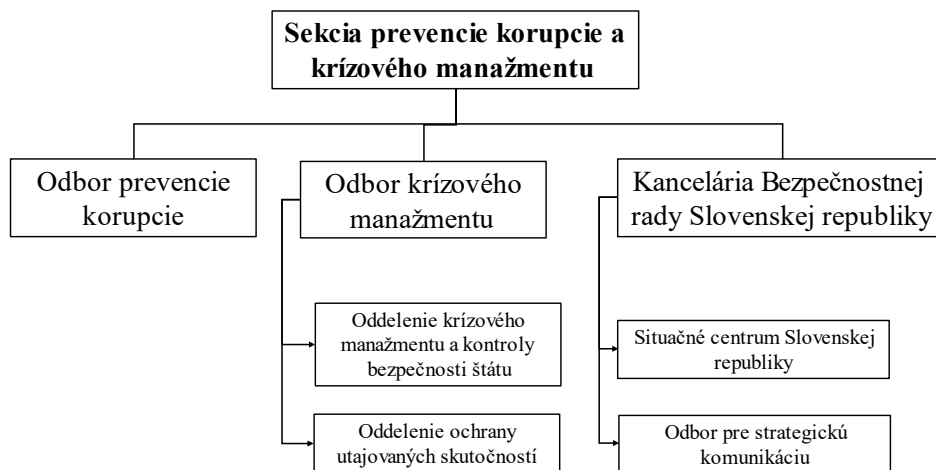 Sekcia prevencie korupcie a
krízového manažmentu
Odbor prevencie
korupcie
Odbor krízového
manažmentu
Kancelária Bezpečnostnej
rady Slovenskej republiky
Oddelenie krízového
manažmentu a kontroly
bezpečnosti štátu
Situačné centrum Slovenskej
republiky
Oddelenie ochrany
utajovaných skutočností
Odbor pre strategickú
komunikáciu